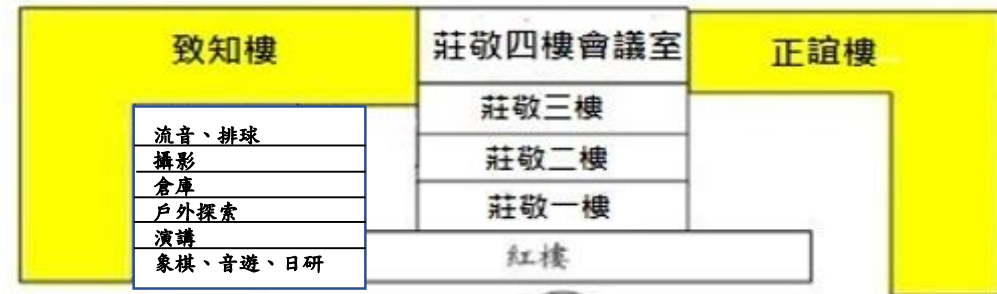 致知樓
莊敬四樓會議室
正誼樓
莊敬三樓
莊敬二樓
莊敬一樓
流音、排球
攝影
倉庫
戶外探索
演講
象棋、音遊、日研
紅樓